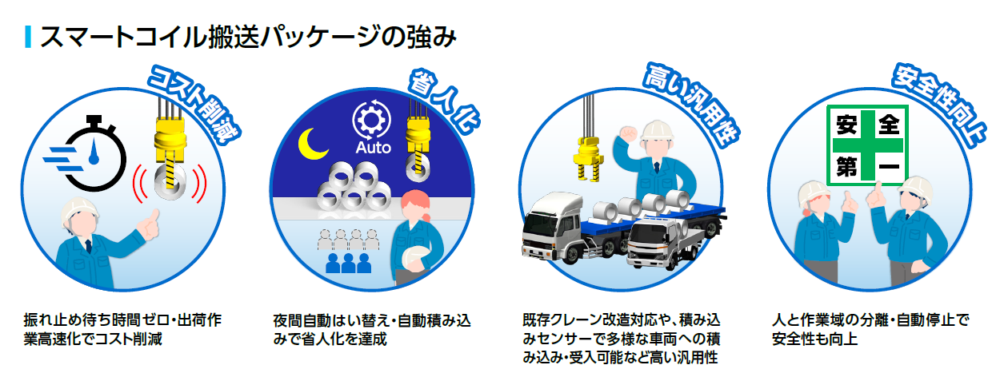 スマートコイル搬送パッケージの強み
コスト削減
省人化
高い汎用性
安全性向上
Auto
安全
第一
振れ止め待ち時間ゼロ・出荷作
業高速化でコスト削減
夜間自動はい替え・自動積み込
みで省人化を達成
既存クレーン改造対応や、積み込
みセンサーで多様な車両への積
み込み・受入可能など高い汎用性
人と作業域の分離・自動停止で
安全性も向上